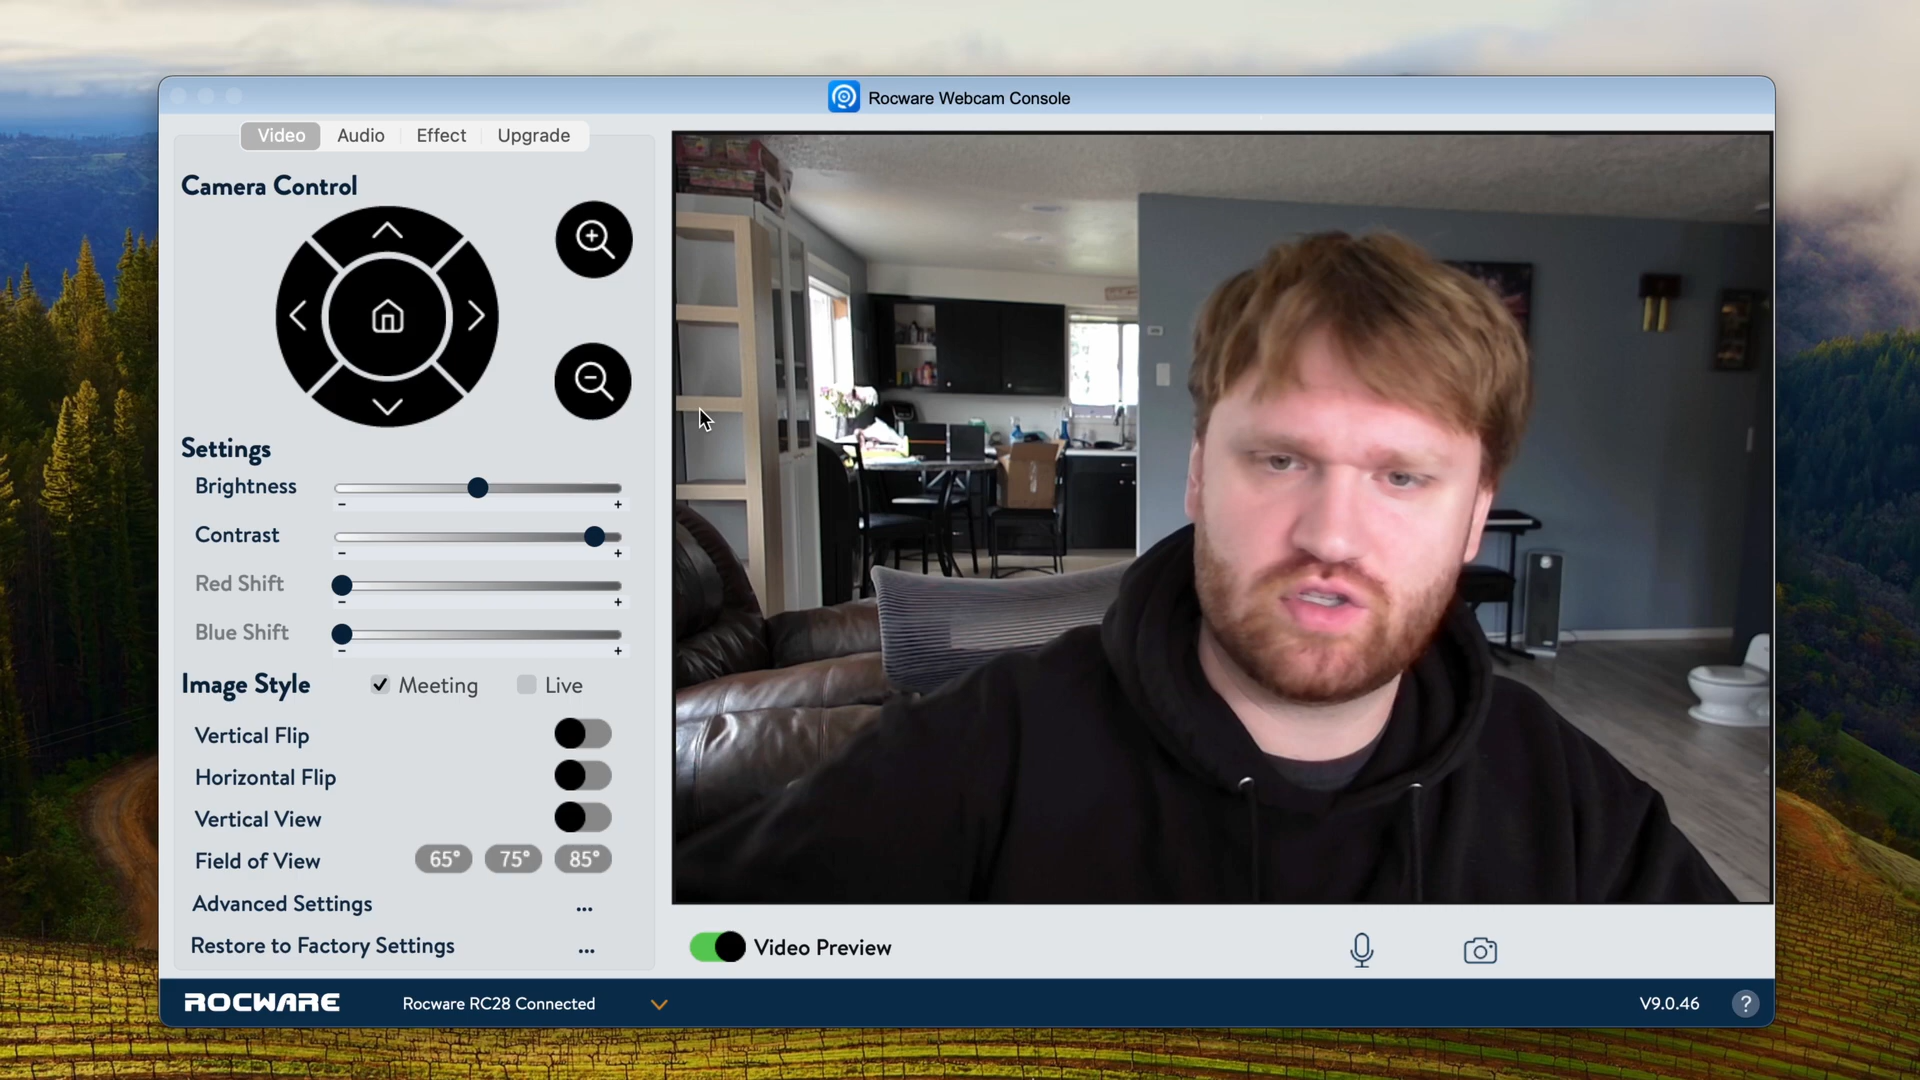 Rocware Webcam Console
Video Audio Effect Upgrade
Camera Control
Settings
Brightness
- +
Contrast
- +
Red Shift
- +
Blue Shift
- +
Image Style Meeting Live
Vertical Flip
Horizontal Flip
Vertical View
Field of View 65° 75° 85°
Advanced Settings ...
Restore to Factory Settings ...
Video Preview
ROCWARE Rocware RC28 Connected V9.0.46 ?